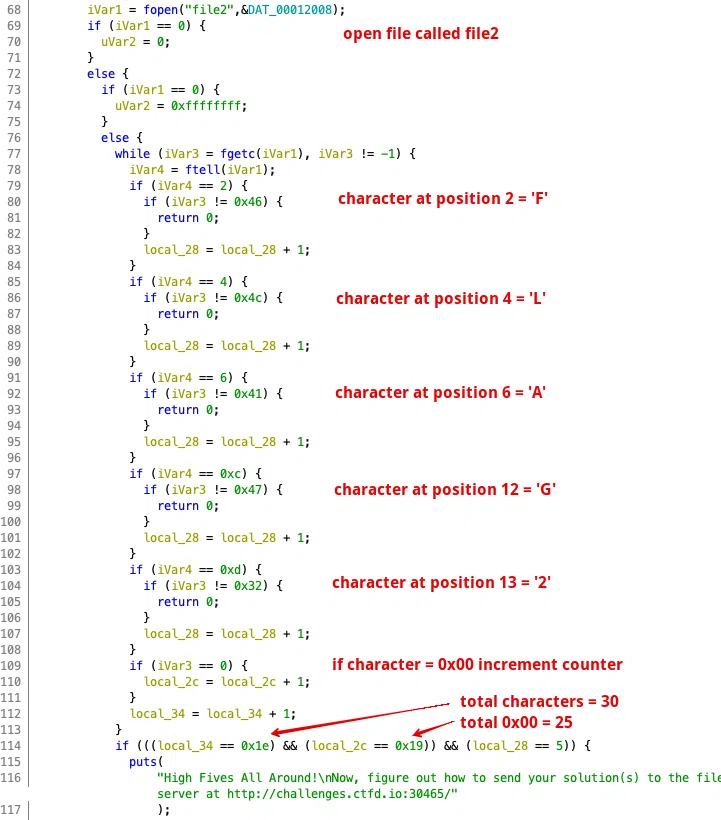 68 iVar1 = fopen("file2",&DAT_00012008);
69 if (iVar1 == 0) {
open file called file2
70 uVar2 = 0;
71 }
72 else {
73 if (iVar1 == 0) {
74 uVar2 = 0xffffffff;
75 }
76 else {
77 while (iVar3 = fgetc(iVar1), iVar3 != -1) {
78 iVar4 = ftell(iVar1);
79 if (iVar4 == 2) {
80 if (iVar3 != 0x46) {
character at position 2 = 'F'
81 return 0;
82 }
83 local_28 = local_28 + 1;
84 }
85 if (iVar4 == 4) {
86 if (iVar3 != 0x4c) {
character at position 4 = 'L'
87 return 0;
88 }
89 local_28 = local_28 + 1;
90 }
91 if (iVar4 == 6) {
92 if (iVar3 != 0x41) {
character at position 6 = 'A'
93 return 0;
94 }
95 local_28 = local_28 + 1;
96 }
97 if (iVar4 == 0xc) {
98 if (iVar3 != 0x47) {
character at position 12 = 'G'
99 return 0;
100 }
101 local_28 = local_28 + 1;
102 }
103 if (iVar4 == 0xd) {
104 if (iVar3 != 0x32) {
character at position 13 = '2'
105 return 0;
106 }
107 local_28 = local_28 + 1;
108 }
109 if (iVar3 == 0) {
if character = 0x00 increment counter
110 local_2c = local_2c + 1;
111 }
total characters = 30
112 local_34 = local_34 + 1;
total 0x00 = 25
113 }
114 if (((local_34 == 0x1e) && (local_2c == 0x19)) && (local_28 == 5)) {
115 puts(
116 "High Fives All Around!\nNow, figure out how to send your solution(s) to the file
server at http://challenges.ctfd.io:30465/"
117 );